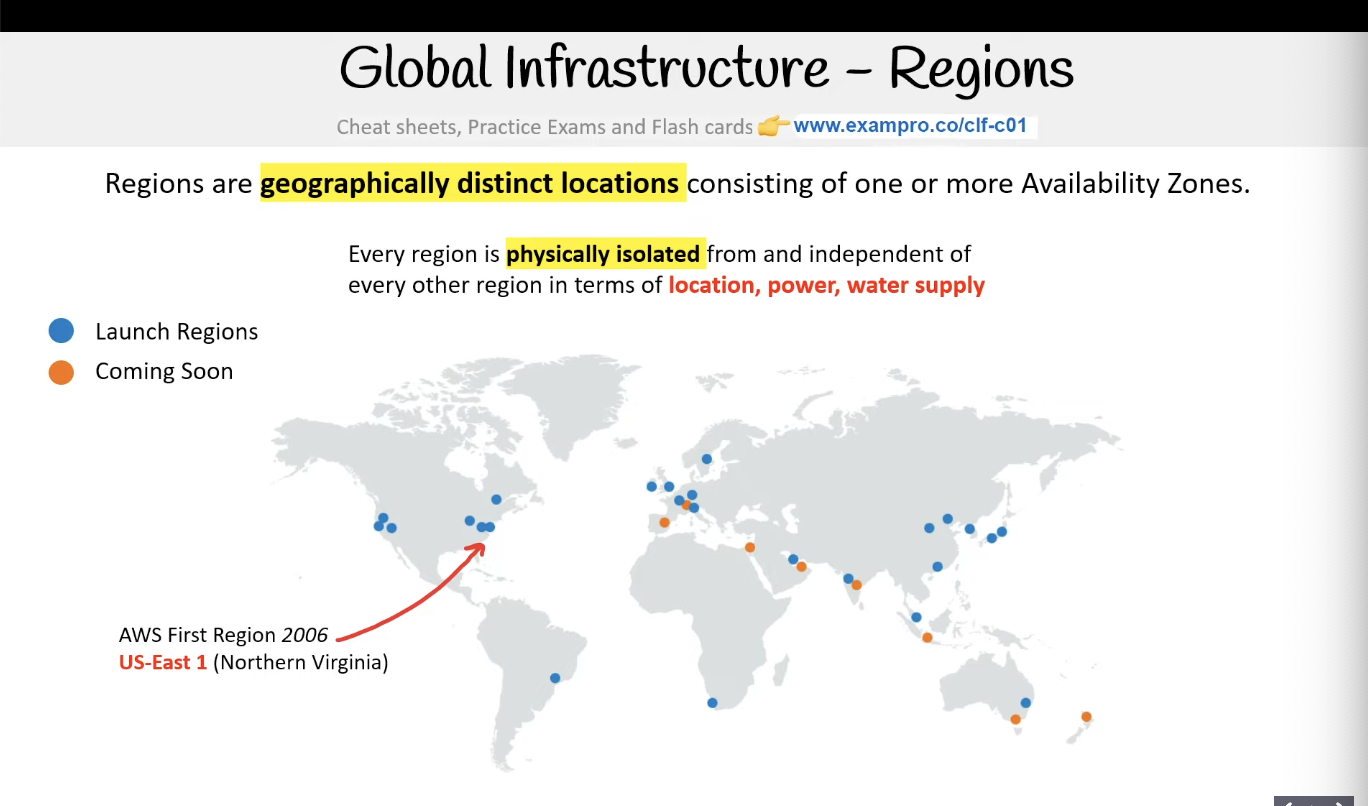 Global Infrastructure – Regions
Cheat sheets, Practice Exams and Flash cards 👉 www.exampro.co/clf-c01
Regions are geographically distinct locations consisting of one or more Availability Zones.
Every region is physically isolated from and independent of
every other region in terms of location, power, water supply
Launch Regions
Coming Soon
AWS First Region 2006
US-East 1 (Northern Virginia)